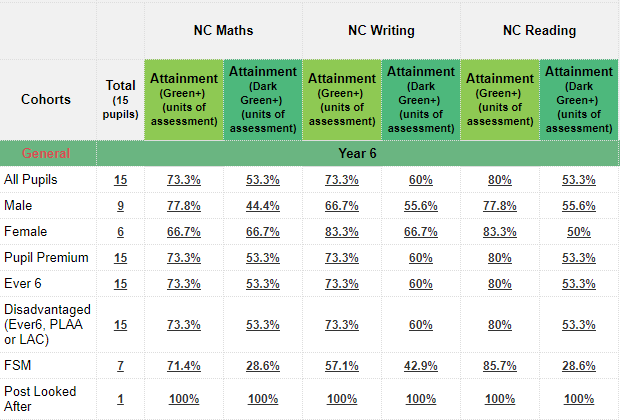 NC Maths NC Writing NC Reading
Cohorts Total (15 pupils) Attainment (Green+) (units of assessment) Attainment (Dark Green+) (units of assessment) Attainment (Green+) (units of assessment) Attainment (Dark Green+) (units of assessment) Attainment (Green+) (units of assessment) Attainment (Dark Green+) (units of assessment)
General Year 6
All Pupils 15 73.3% 53.3% 73.3% 60% 80% 53.3%
Male 9 77.8% 44.4% 66.7% 55.6% 77.8% 55.6%
Female 6 66.7% 66.7% 83.3% 66.7% 83.3% 50%
Pupil Premium 15 73.3% 53.3% 73.3% 60% 80% 53.3%
Ever 6 15 73.3% 53.3% 73.3% 60% 80% 53.3%
Disadvantaged
(Ever6, PLAA 15 73.3% 53.3% 73.3% 60% 80% 53.3%
or LAC)
FSM 7 71.4% 28.6% 57.1% 42.9% 85.7% 28.6%
Post Looked
After 1 100% 100% 100% 100% 100% 100%